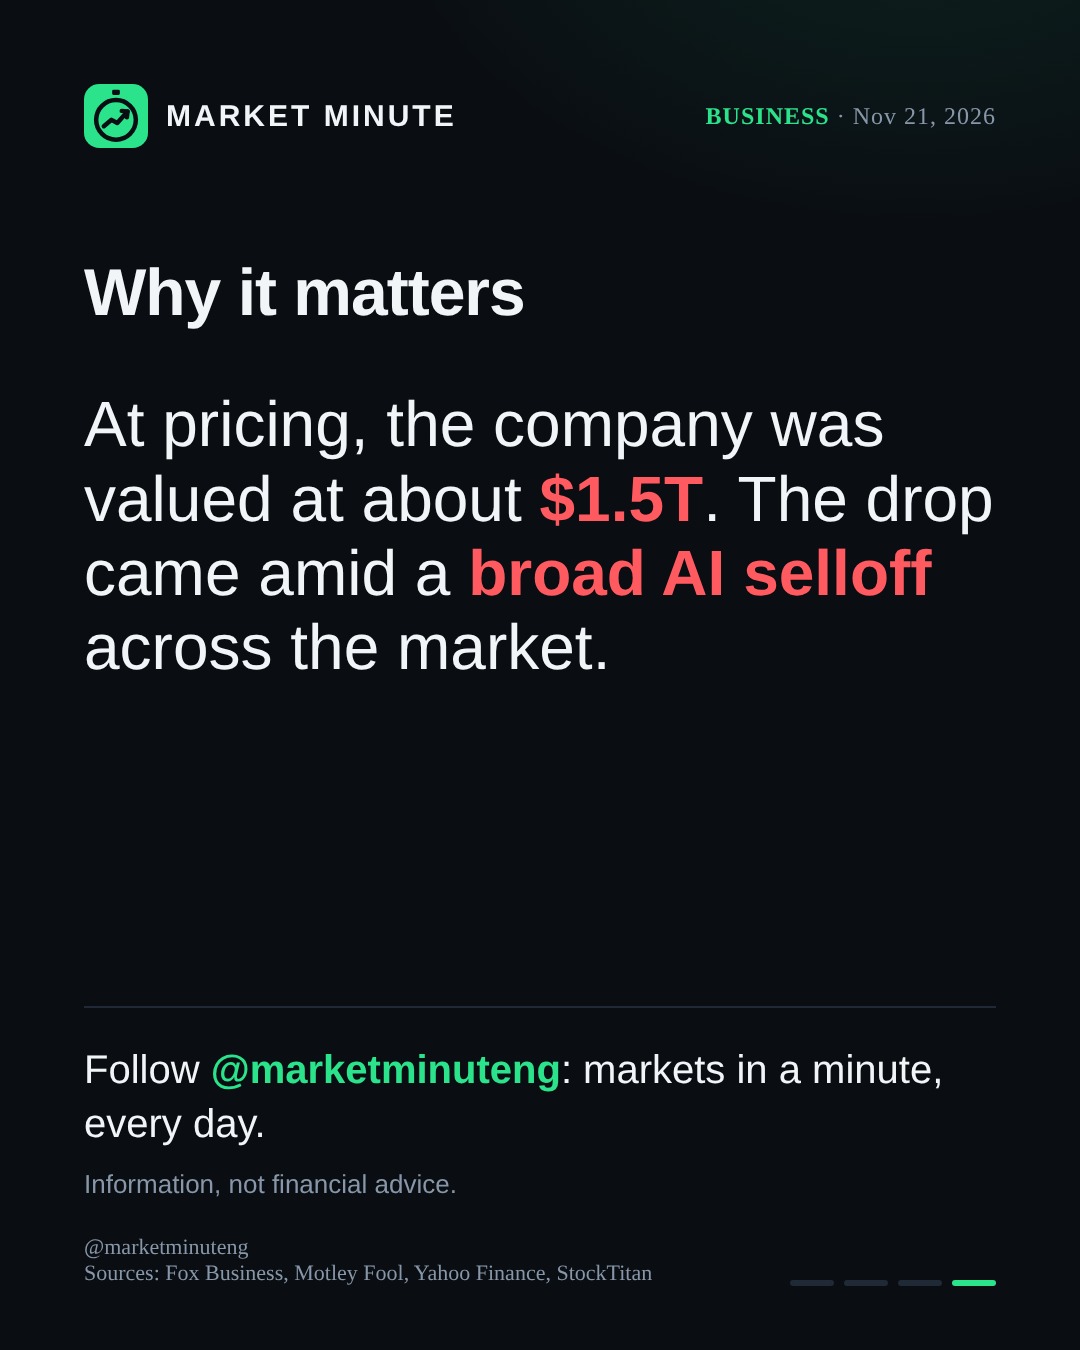 MARKET MINUTE
BUSINESS · Nov 21, 2026
Why it matters
At pricing, the company was
valued at about $1.5T. The drop
came amid a broad AI selloff
across the market.
Follow @marketminuteng: markets in a minute,
every day.
Information, not financial advice.
@marketminuteng
Sources: Fox Business, Motley Fool, Yahoo Finance, StockTitan